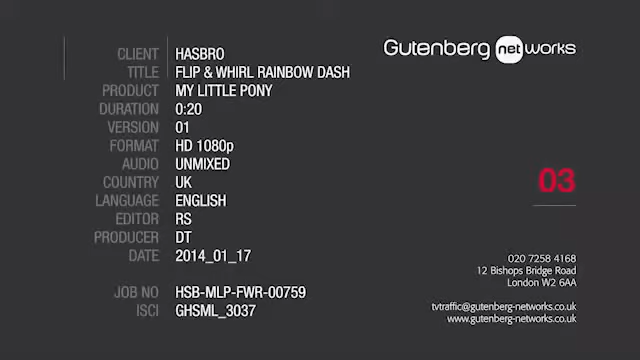 CLIENT HASBRO
TITLE FLIP & WHIRL RAINBOW DASH
PRODUCT MY LITTLE PONY
DURATION 0:20
VERSION 01
FORMAT HD 1080p
AUDIO UNMIXED
COUNTRY UK
LANGUAGE ENGLISH
EDITOR RS
PRODUCER DT
DATE 2014_01_17
JOB NO HSB-MLP-FWR-00759
ISCI GHSML_3037
Gutenberg networks
03
020 7258 4168
12 Bishops Bridge Road
London W2 6AA
tvtraffic@gutenberg-networks.co.uk
www.gutenberg-networks.co.uk